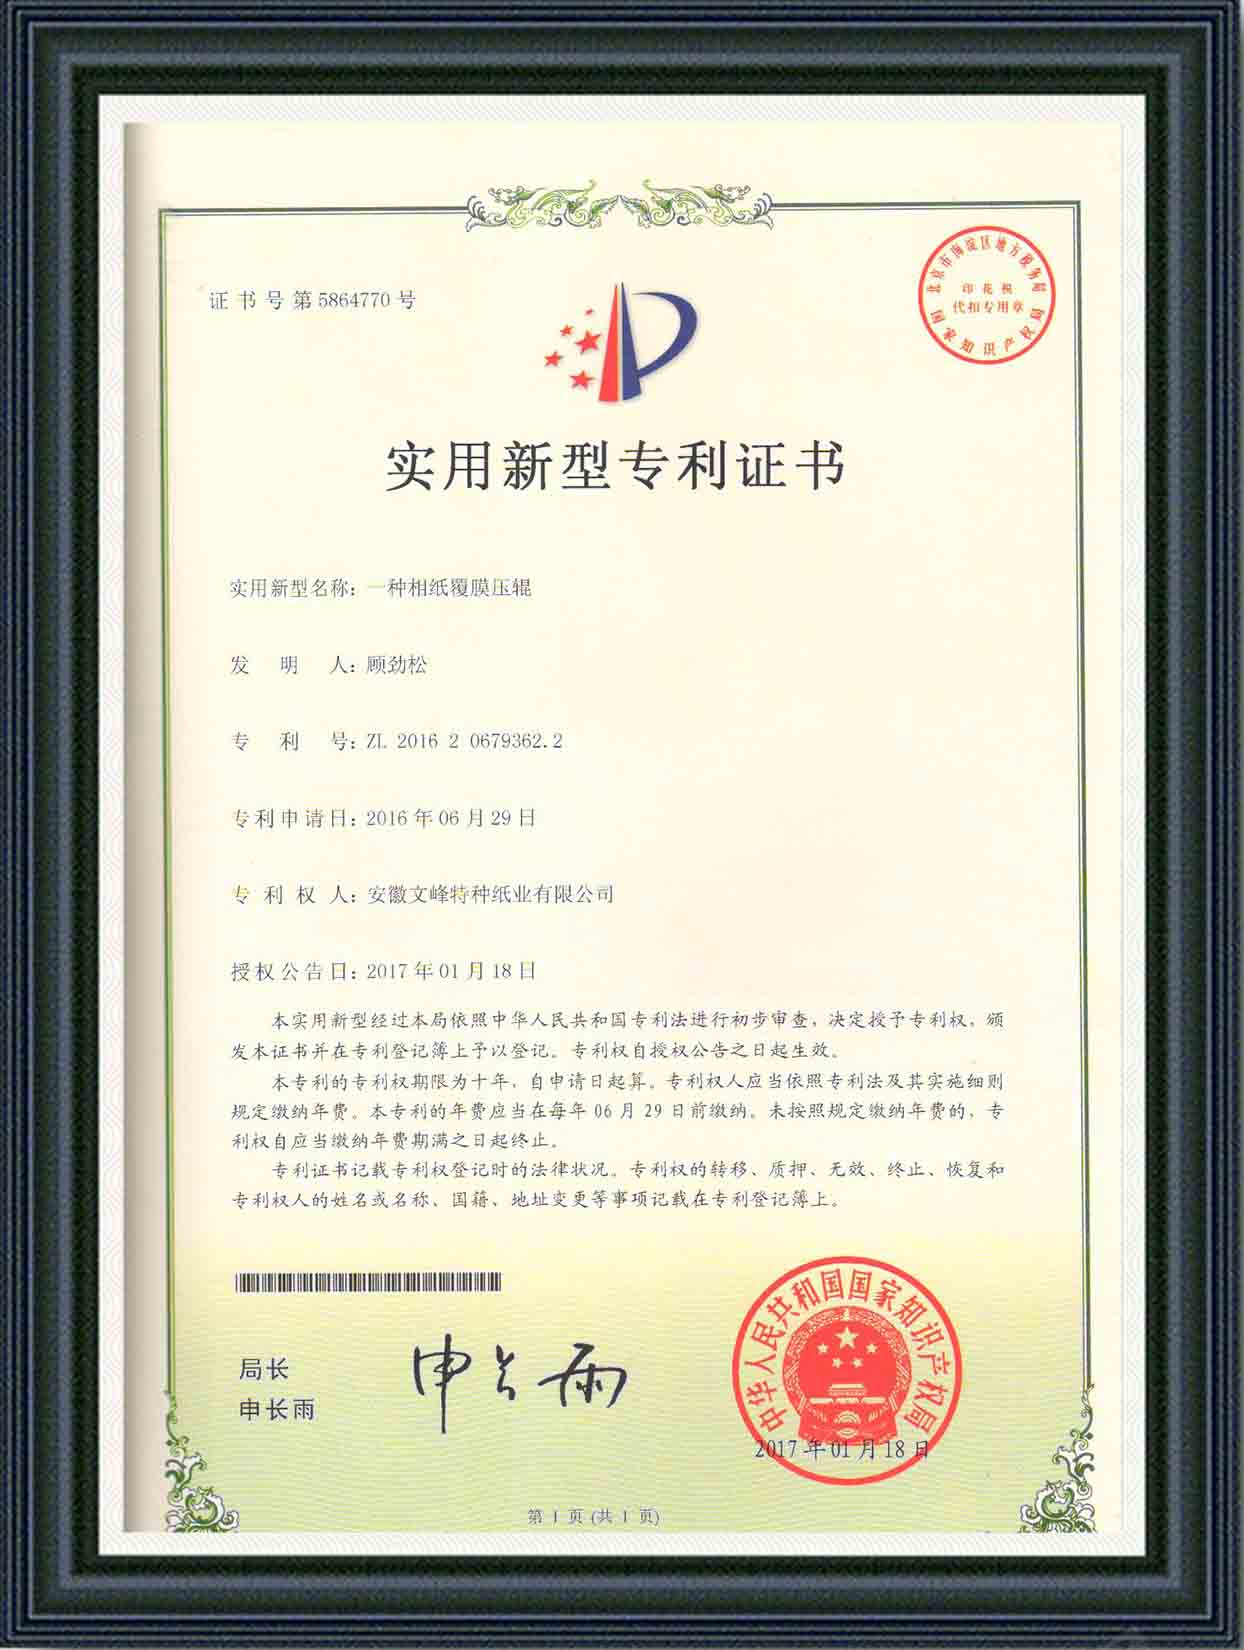 证书号第5864770号
北京市海淀区地方税务局
印花税
代扣专用章
国家知识产权局
实用新型专利证书
实用新型名称：一种相纸覆膜压辊
发明人：顾劲松
专利号：ZL 2016 2 0679362.2
专利申请日：2016年06月29日
专利权人：安徽文峰特种纸业有限公司
授权公告日：2017年01月18日
本实用新型经过本局依照中华人民共和国专利法进行初步审查，决定授予专利权，颁
发本证书并在专利登记簿上予以登记。专利权自授权公告之日起生效。
本专利的专利权期限为十年，自申请日起算。专利权人应当依照专利法及其实施细则
规定缴纳年费。本专利的年费应当在每年06月29日前缴纳。未按照规定缴纳年费的，专
利权自应当缴纳年费期满之日起终止。
专利证书记载专利权登记时的法律状况。专利权的转移、质押、无效、终止、恢复和
专利权人的姓名或名称、国籍、地址变更等事项记载在专利登记簿上。
局长
申长雨
申长雨
中华人民共和国国家知识产权局
2017年01月18日
第1页(共1页)